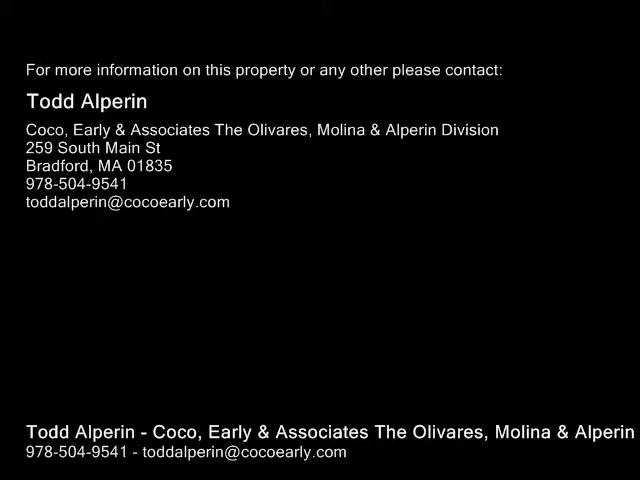 For more information on this property or any other please contact:
Todd Alperin
Coco, Early & Associates The Olivares, Molina & Alperin Division
259 South Main St
Bradford, MA 01835
978-504-9541
toddalperin@cocoearly.com
Todd Alperin - Coco, Early & Associates The Olivares, Molina & Alperin
978-504-9541 - toddalperin@cocoearly.com